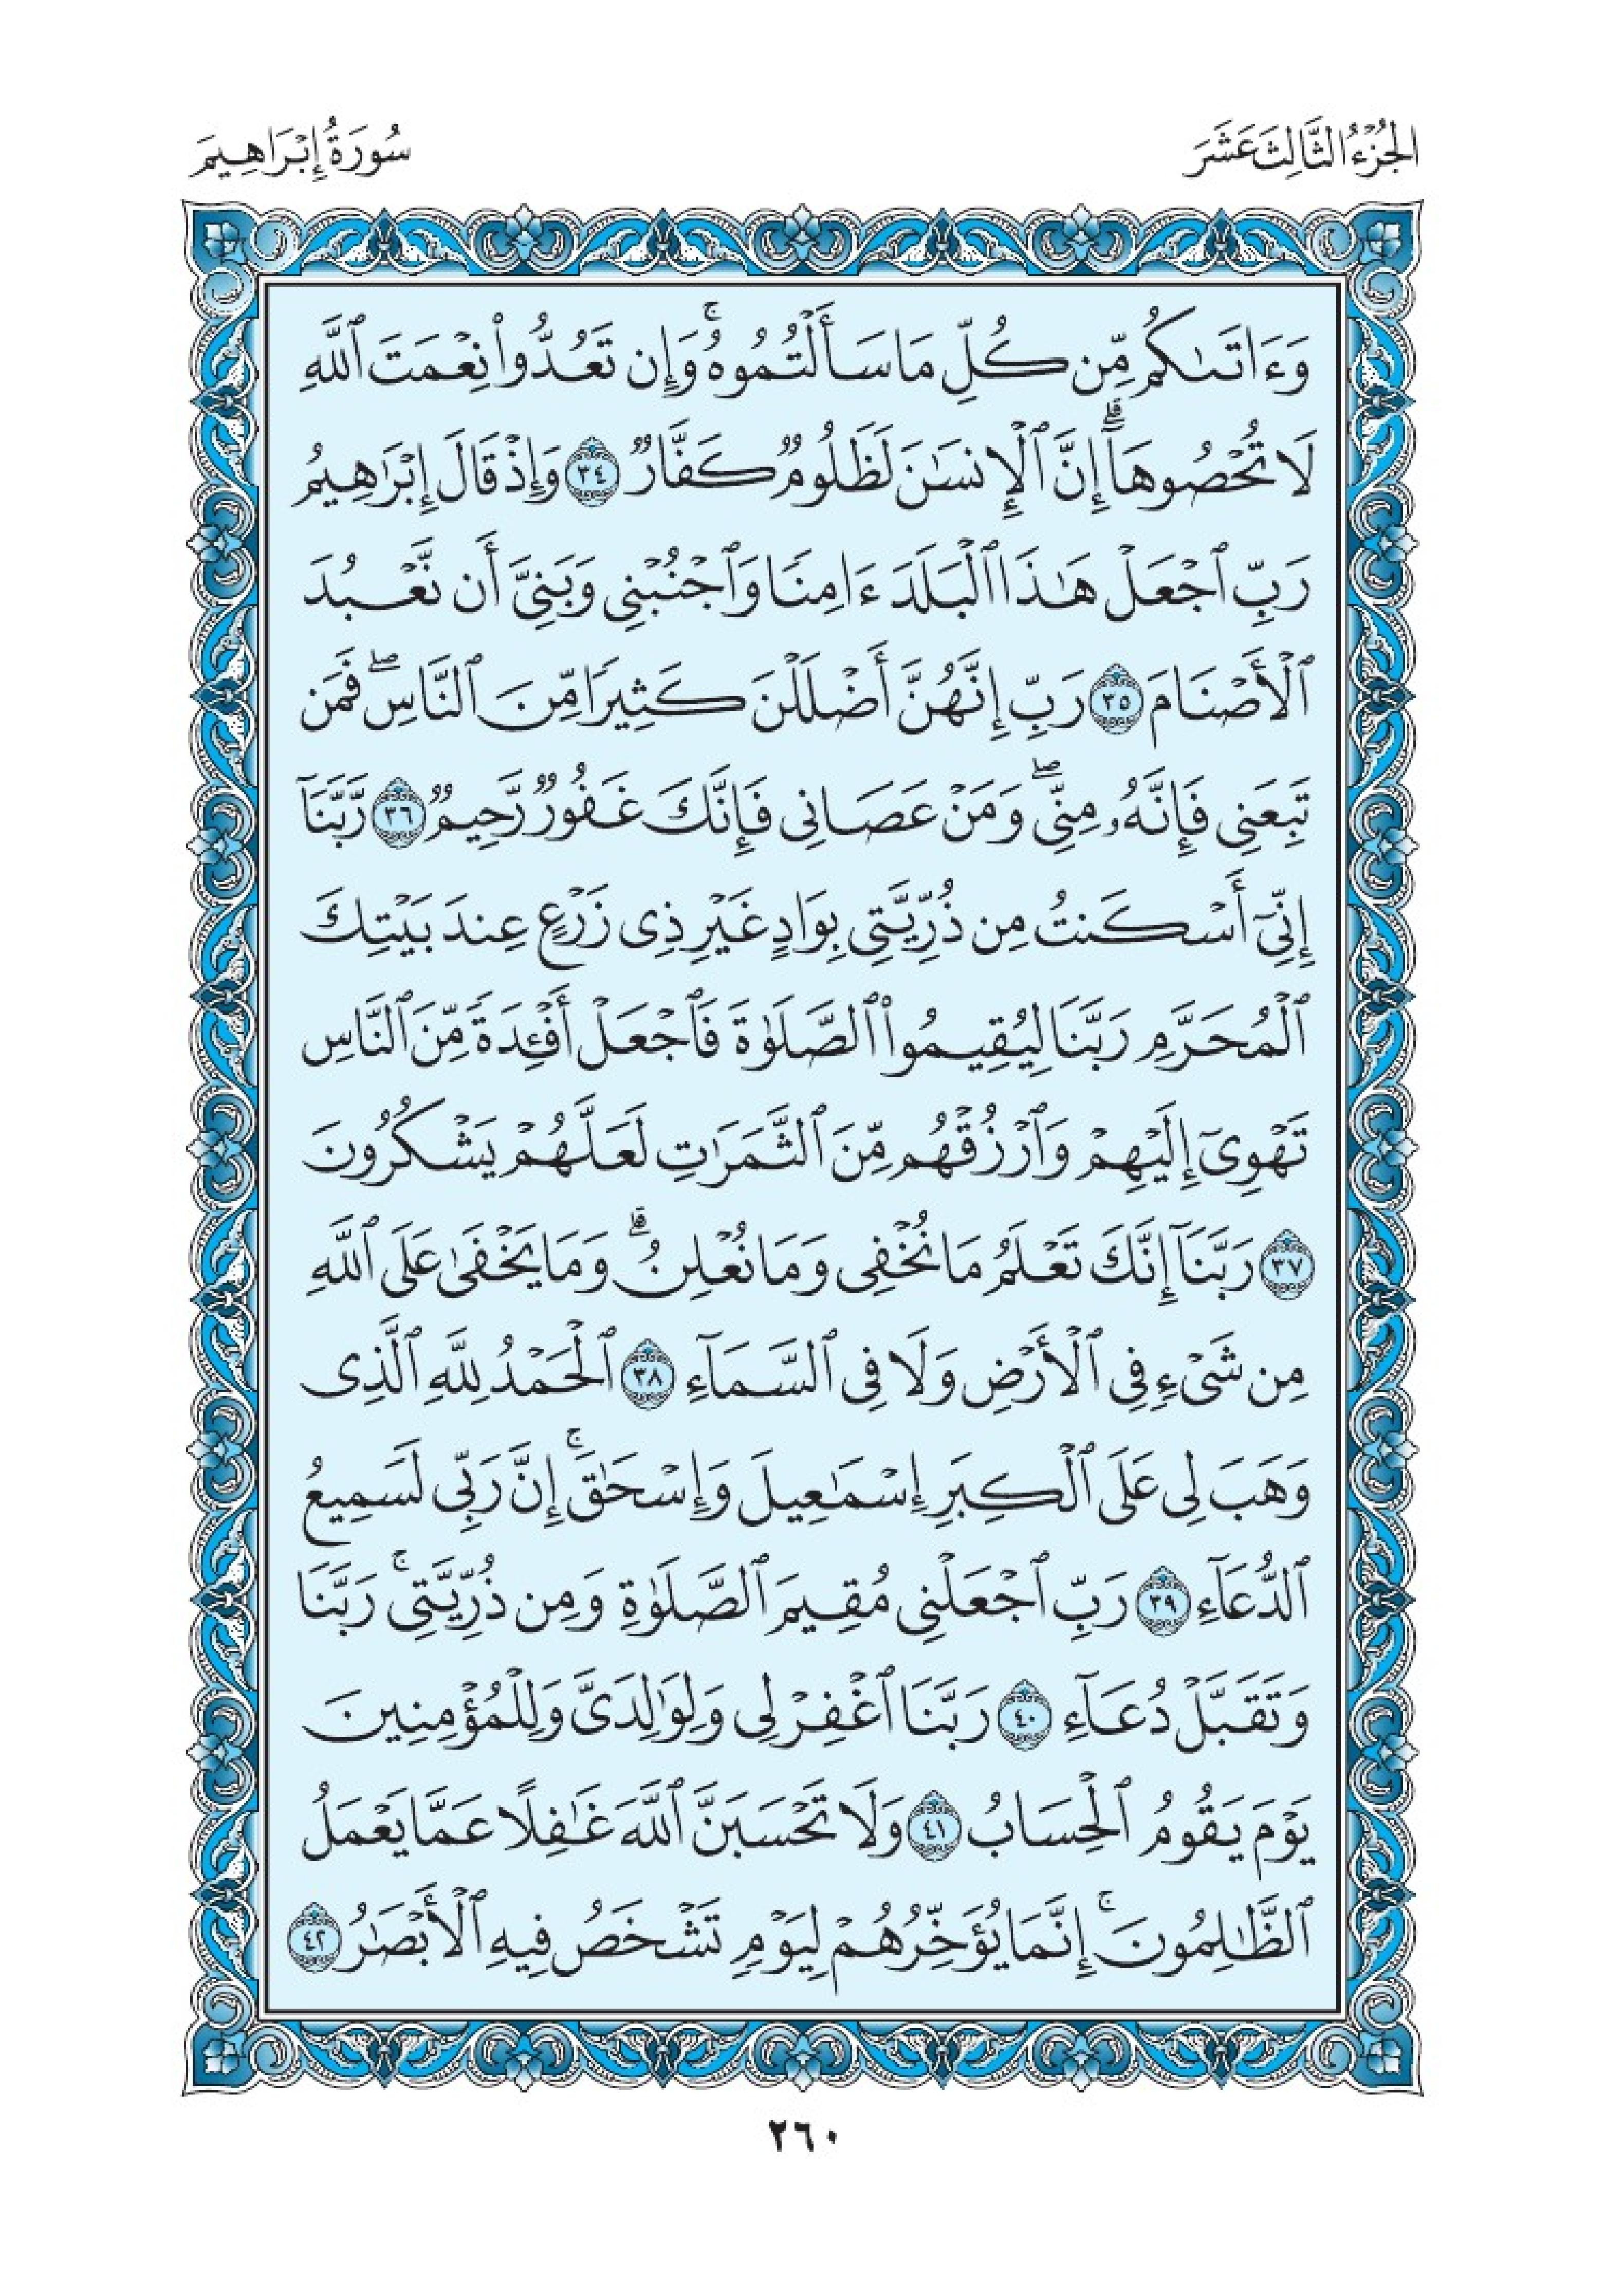 الجُزْءُ الثَّالِثَ عَشَرَ
سُورَةُ إِبْرَاهِيمَ
وَءَاتَىٰكُم مِّن كُلِّ مَا سَأَلْتُمُوهُۚ وَإِن تَعُدُّوا۟ نِعْمَتَ ٱللَّهِ
لَا تُحْصُوهَآۗ إِنَّ ٱلْإِنسَٰنَ لَظَلُومٌ كَفَّارٌ ٣٤ وَإِذْ قَالَ إِبْرَٰهِيمُ
رَبِّ ٱجْعَلْ هَٰذَا ٱلْبَلَدَ ءَامِنًا وَٱجْنُبْنِى وَبَنِىَّ أَن نَّعْبُدَ
ٱلْأَصْنَامَ ٣٥ رَبِّ إِنَّهُنَّ أَضْلَلْنَ كَثِيرًا مِّنَ ٱلنَّاسِۖ فَمَن
تَبِعَنِى فَإِنَّهُۥ مِنِّىۖ وَمَنْ عَصَانِى فَإِنَّكَ غَفُورٌ رَّحِيمٌ ٣٦ رَّبَّنَآ
إِنِّىٓ أَسْكَنتُ مِن ذُرِّيَّتِى بِوَادٍ غَيْرِ ذِى زَرْعٍ عِندَ بَيْتِكَ
ٱلْمُحَرَّمِ رَبَّنَا لِيُقِيمُوا۟ ٱلصَّلَوٰةَ فَٱجْعَلْ أَفْـِٔدَةً مِّنَ ٱلنَّاسِ
تَهْوِىٓ إِلَيْهِمْ وَٱرْزُقْهُم مِّنَ ٱلثَّمَرَٰتِ لَعَلَّهُمْ يَشْكُرُونَ
٣٧ رَبَّنَآ إِنَّكَ تَعْلَمُ مَا نُخْفِى وَمَا نُعْلِنُۗ وَمَا يَخْفَىٰ عَلَى ٱللَّهِ
مِن شَىْءٍ فِى ٱلْأَرْضِ وَلَا فِى ٱلسَّمَآءِ ٣٨ ٱلْحَمْدُ لِلَّهِ ٱلَّذِى
وَهَبَ لِى عَلَى ٱلْكِبَرِ إِسْمَٰعِيلَ وَإِسْحَٰقَۚ إِنَّ رَبِّى لَسَمِيعُ
ٱلدُّعَآءِ ٣٩ رَبِّ ٱجْعَلْنِى مُقِيمَ ٱلصَّلَوٰةِ وَمِن ذُرِّيَّتِىۚ رَبَّنَا
وَتَقَبَّلْ دُعَآءِ ٤٠ رَبَّنَا ٱغْفِرْ لِى وَلِوَٰلِدَىَّ وَلِلْمُؤْمِنِينَ
يَوْمَ يَقُومُ ٱلْحِسَابُ ٤١ وَلَا تَحْسَبَنَّ ٱللَّهَ غَٰفِلًا عَمَّا يَعْمَلُ
ٱلظَّٰلِمُونَۚ إِنَّمَا يُؤَخِّرُهُمْ لِيَوْمٍ تَشْخَصُ فِيهِ ٱلْأَبْصَٰرُ ٤٢
٢٦٠